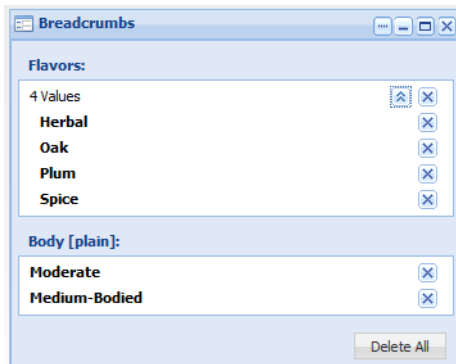 Breadcrumbs
Flavors:
4 Values
Herbal
Oak
Plum
Spice
Body [plain]:
Moderate
Medium-Bodied
Delete All